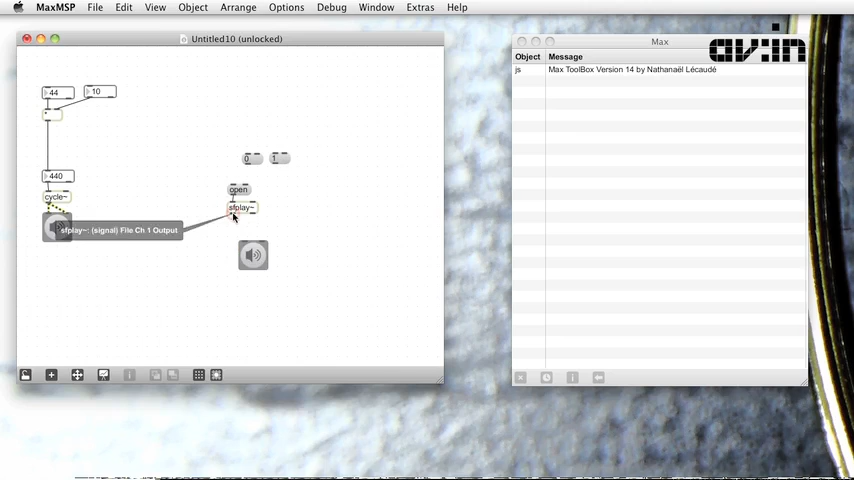 MaxMSP File Edit View Object Arrange Options Debug Window Extras Help
Untitled10 (unlocked)
Max
av:in
Object Message
js Max ToolBox Version 14 by Nathanaël Lécaudé
44 10
*
0 1
440
open
cycle~
sfplay~
sfplay~: (signal) File Ch 1 Output